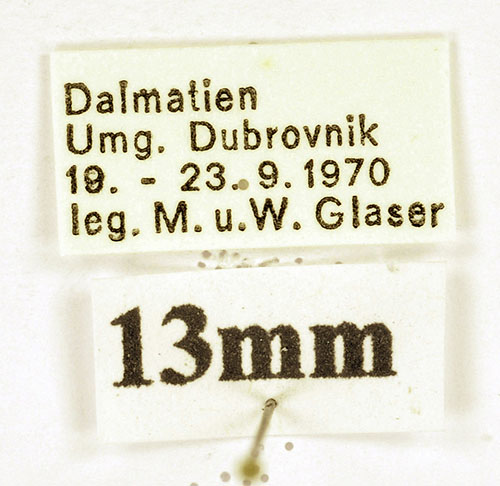 Dalmatien
Umg. Dubrovnik
19. - 23. 9. 1970
leg. M. u. W. Glaser
13mm